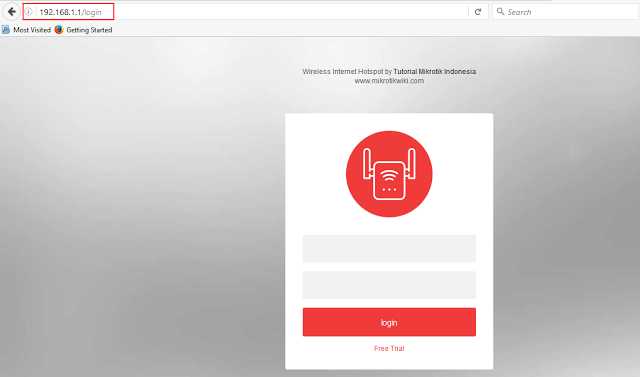 192.168.1.1/login
Search
Most Visited Getting Started
Wireless Internet Hotspot by Tutorial Mikrotik Indonesia
www.mikrotikwiki.com
login
Free Trial